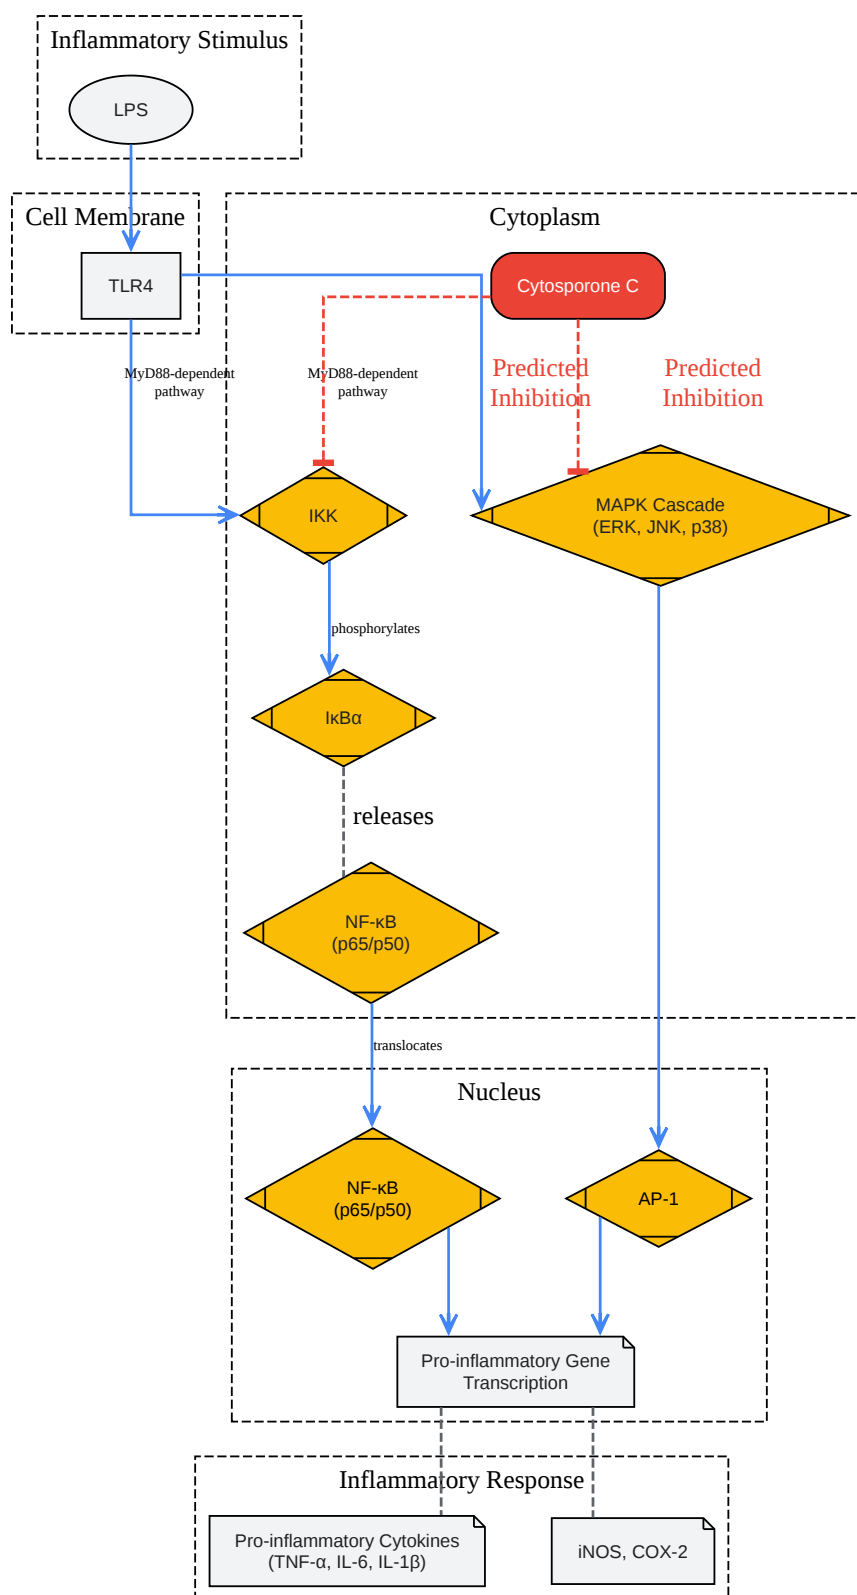 Inflammatory Stimulus
LPS
Cell Membrane
TLR4
Cytoplasm
Cytosporone C
MyD88-dependent
pathway
MyD88-dependent
pathway
Predicted
Inhibition
Predicted
Inhibition
IKK
MAPK Cascade
(ERK, JNK, p38)
phosphorylates
IκBα
releases
NF-κB
(p65/p50)
translocates
Nucleus
NF-κB
(p65/p50)
AP-1
Pro-inflammatory Gene
Transcription
Inflammatory Response
Pro-inflammatory Cytokines
(TNF-α, IL-6, IL-1β)
iNOS, COX-2